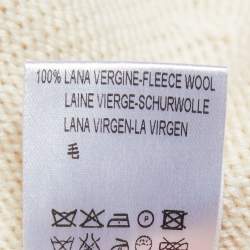 100% LANA VERGINE-FLEECE WOOL
LAINE VIERGE-SCHURWOLLE
LANA VIRGEN-LA VIRGEN
毛